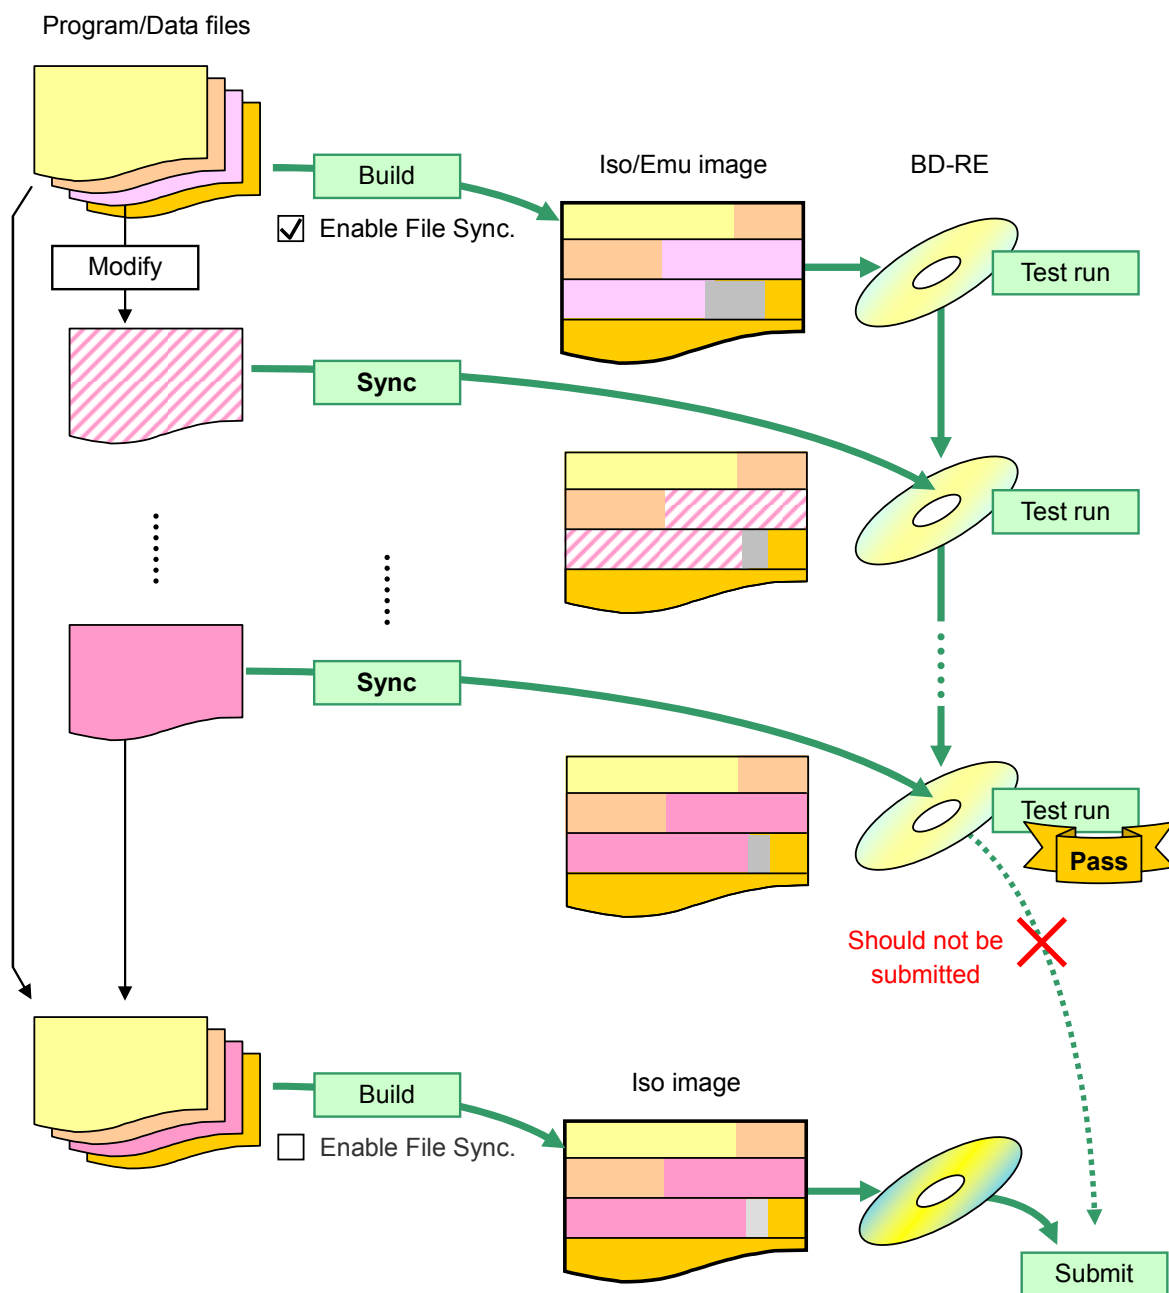 Program/Data files
Build
Iso/Emu image
BD-RE
Enable File Sync.
Modify
Test run
Sync
Test run
Sync
Test run
Pass
Should not be
submitted
Iso image
Build
Enable File Sync.
Submit